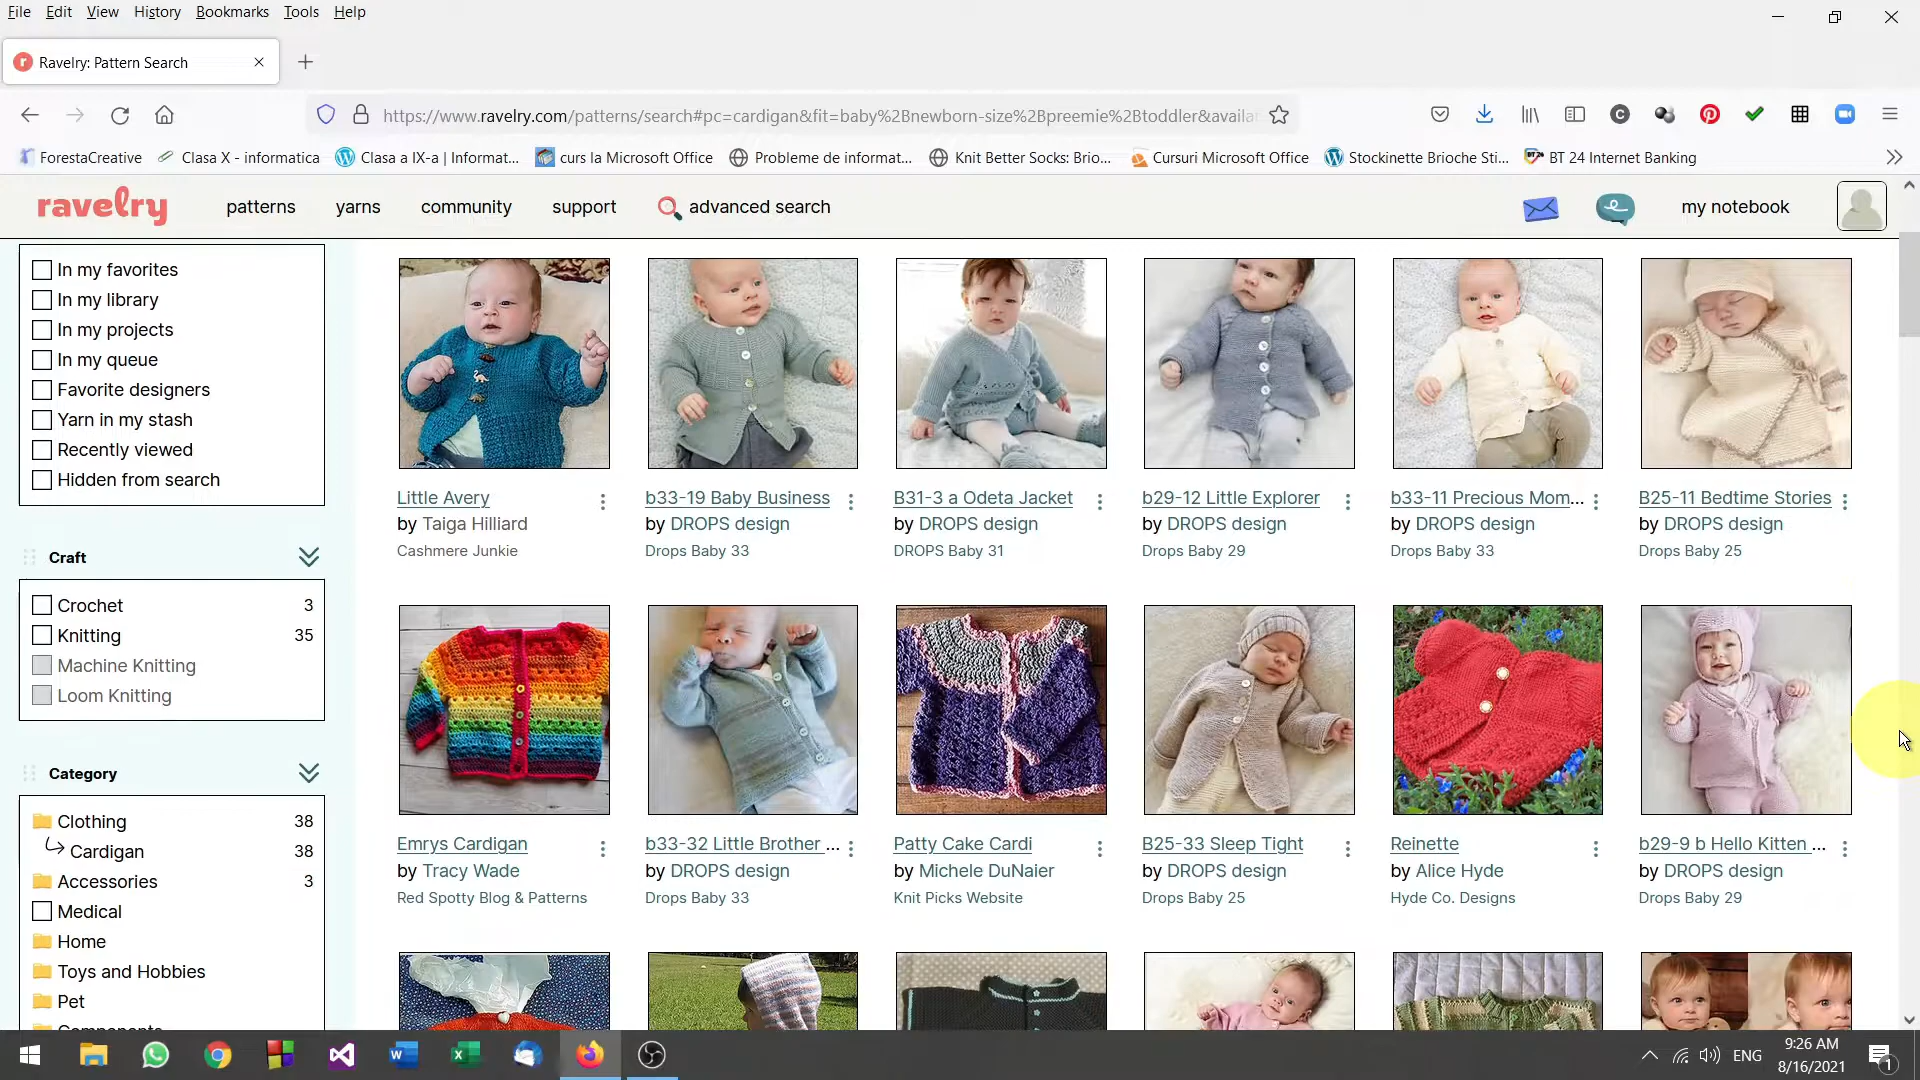 File Edit View History Bookmarks Tools Help
Ravelry: Pattern Search
https://www.ravelry.com/patterns/search#pc=cardigan&fit=baby%2Bnewborn-size%2Bpreemie%2Btoddler&availa
ForestaCreative Clasa X - informatica Clasa a IX-a | Informat... curs la Microsoft Office Probleme de informat... Knit Better Socks: Brio... Cursuri Microsoft Office Stockinette Brioche Sti... BT 24 Internet Banking
ravelry patterns yarns community support advanced search my notebook
In my favorites
In my library
In my projects
In my queue
Favorite designers
Yarn in my stash
Recently viewed
Hidden from search
Craft
Crochet 3
Knitting 35
Machine Knitting
Loom Knitting
Category
Clothing 38
Cardigan 38
Accessories 3
Medical
Home
Toys and Hobbies
Pet
Components
Little Avery b33-19 Baby Business B31-3 a Odeta Jacket b29-12 Little Explorer b33-11 Precious Mom... B25-11 Bedtime Stories
by Taiga Hilliard by DROPS design by DROPS design by DROPS design by DROPS design by DROPS design
Cashmere Junkie Drops Baby 33 DROPS Baby 31 Drops Baby 29 Drops Baby 33 Drops Baby 25
Emrys Cardigan b33-32 Little Brother ... Patty Cake Cardi B25-33 Sleep Tight Reinette b29-9 b Hello Kitten ...
by Tracy Wade by DROPS design by Michele DuNaier by DROPS design by Alice Hyde by DROPS design
Red Spotty Blog & Patterns Drops Baby 33 Knit Picks Website Drops Baby 25 Hyde Co. Designs Drops Baby 29
ENG
9:26 AM
8/16/2021
1